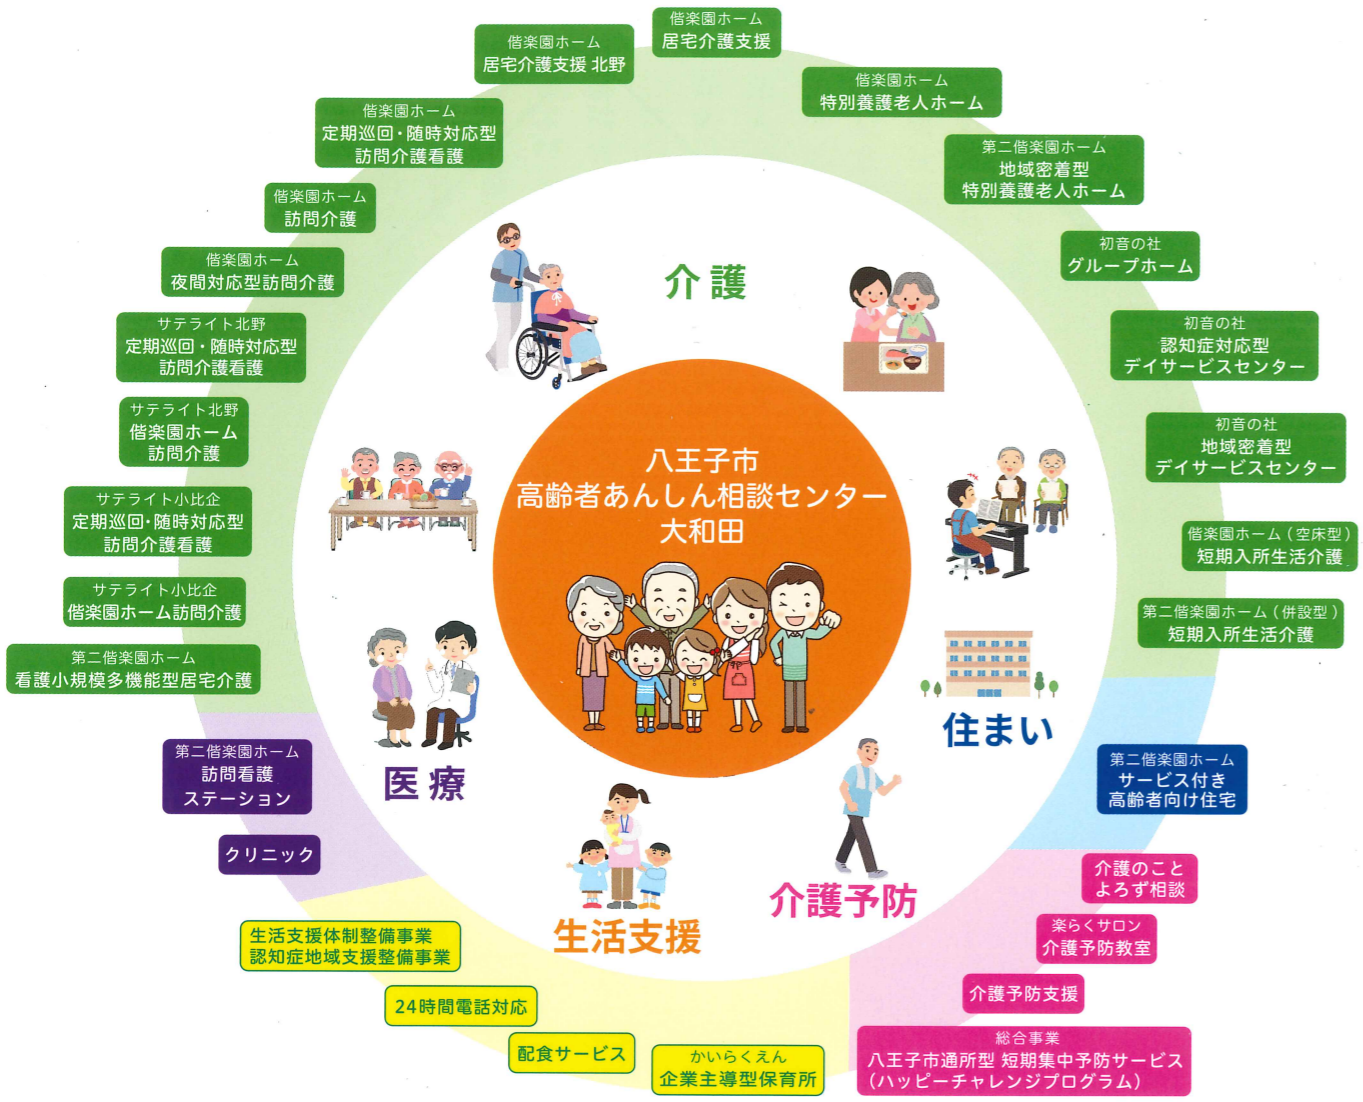 偕楽園ホーム
居宅介護支援
偕楽園ホーム
居宅介護支援 北野
偕楽園ホーム
特別養護老人ホーム
偕楽園ホーム
定期巡回・随時対応型
訪問介護看護
第二偕楽園ホーム
地域密着型
特別養護老人ホーム
偕楽園ホーム
訪問介護
初音の杜
グループホーム
偕楽園ホーム
夜間対応型訪問介護
介護
サテライト北野
定期巡回・随時対応型
訪問介護看護
初音の杜
認知症対応型
デイサービスセンター
サテライト北野
偕楽園ホーム
訪問介護
初音の杜
地域密着型
デイサービスセンター
八王子市
高齢者あんしん相談センター
大和田
サテライト小比企
定期巡回・随時対応型
訪問介護看護
偕楽園ホーム(空床型)
短期入所生活介護
サテライト小比企
偕楽園ホーム訪問介護
第二偕楽園ホーム(併設型)
短期入所生活介護
第二偕楽園ホーム
看護小規模多機能型居宅介護
住まい
第二偕楽園ホーム
訪問看護
ステーション
医療
第二偕楽園ホーム
サービス付き
高齢者向け住宅
クリニック
介護のこと
よろず相談
介護予防
生活支援
楽らくサロン
介護予防教室
生活支援体制整備事業
認知症地域支援整備事業
介護予防支援
24時間電話対応
配食サービス
かいらくえん
企業主導型保育所
総合事業
八王子市通所型 短期集中予防サービス
(ハッピーチャレンジプログラム)